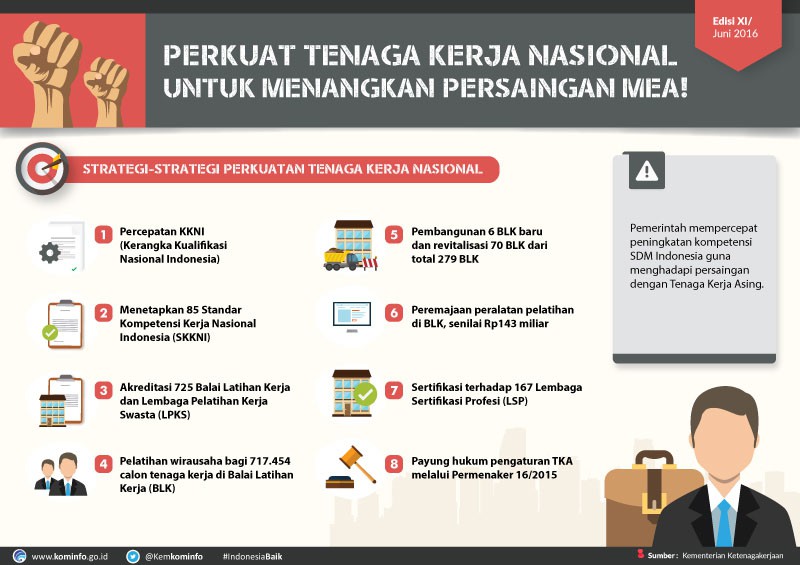 Edisi XI/
Juni 2016
PERKUAT TENAGA KERJA NASIONAL
UNTUK MENANGKAN PERSAINGAN MEA!
STRATEGI-STRATEGI PERKUATAN TENAGA KERJA NASIONAL
1
Percepatan KKNI
(Kerangka Kualifikasi
Nasional Indonesia)
2
Menetapkan 85 Standar
Kompetensi Kerja Nasional
Indonesia (SKKNI)
3
Akreditasi 725 Balai Latihan Kerja
dan Lembaga Pelatihan Kerja
Swasta (LPKS)
4
Pelatihan wirausaha bagi 717.454
calon tenaga kerja di Balai Latihan
Kerja (BLK)
5
Pembangunan 6 BLK baru
dan revitalisasi 70 BLK dari
total 279 BLK
6
Peremajaan peralatan pelatihan
di BLK, senilai Rp143 miliar
7
Sertifikasi terhadap 167 Lembaga
Sertifikasi Profesi (LSP)
8
Payung hukum pengaturan TKA
melalui Permenaker 16/2015
Pemerintah mempercepat
peningkatan kompetensi
SDM Indonesia guna
menghadapi persaingan
dengan Tenaga Kerja Asing.
www.kominfo.go.id
@Kemkominfo
#IndonesiaBaik
Sumber : Kementerian Ketenagakerjaan